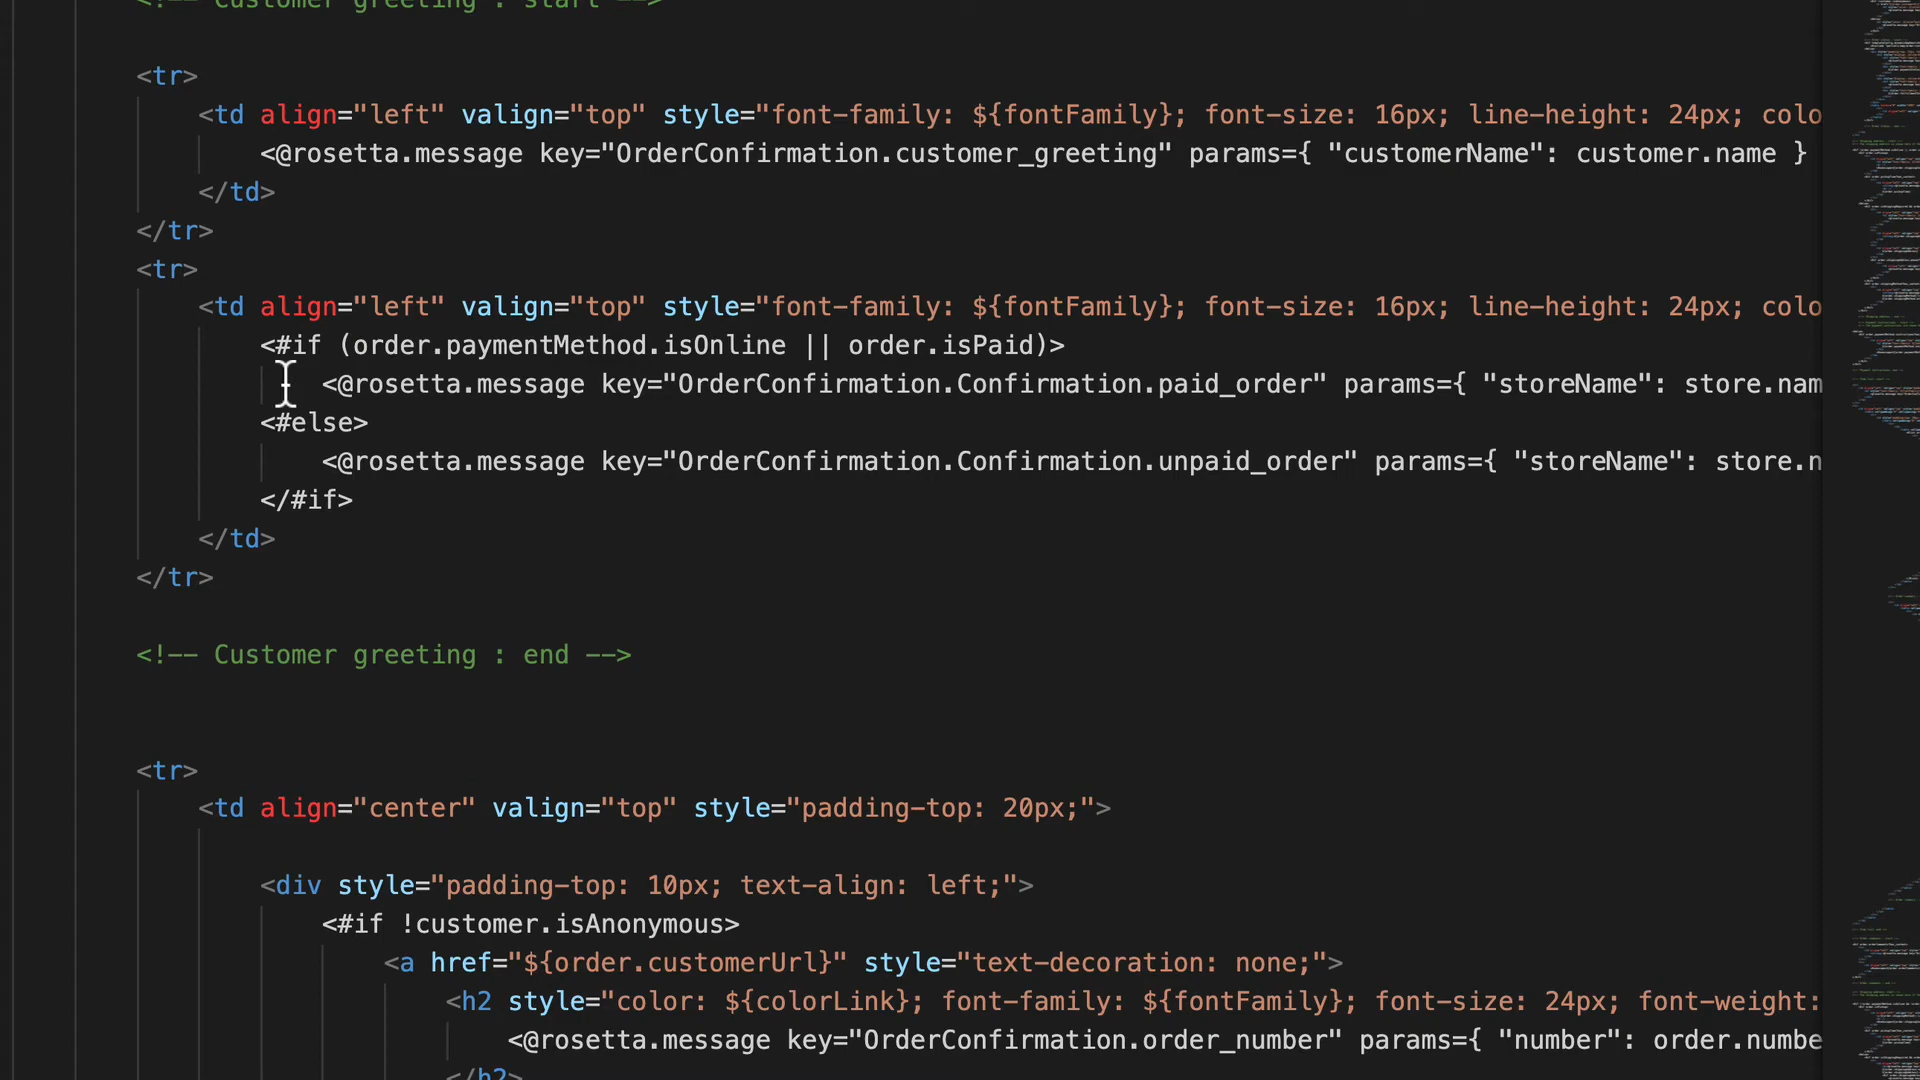 <!-- Customer greeting : start -->
<tr>
<td align="left" valign="top" style="font-family: ${fontFamily}; font-size: 16px; line-height: 24px; colo
<@rosetta.message key="OrderConfirmation.customer_greeting" params={ "customerName": customer.name }
</td>
</tr>
<tr>
<td align="left" valign="top" style="font-family: ${fontFamily}; font-size: 16px; line-height: 24px; colo
<#if (order.paymentMethod.isOnline || order.isPaid)>
<@rosetta.message key="OrderConfirmation.Confirmation.paid_order" params={ "storeName": store.nam
<#else>
<@rosetta.message key="OrderConfirmation.Confirmation.unpaid_order" params={ "storeName": store.n
</#if>
</td>
</tr>
<!-- Customer greeting : end -->
<tr>
<td align="center" valign="top" style="padding-top: 20px;">
<div style="padding-top: 10px; text-align: left;">
<#if !customer.isAnonymous>
<a href="${order.customerUrl}" style="text-decoration: none;">
<h2 style="color: ${colorLink}; font-family: ${fontFamily}; font-size: 24px; font-weight:
<@rosetta.message key="OrderConfirmation.order_number" params={ "number": order.numbe
</h2>